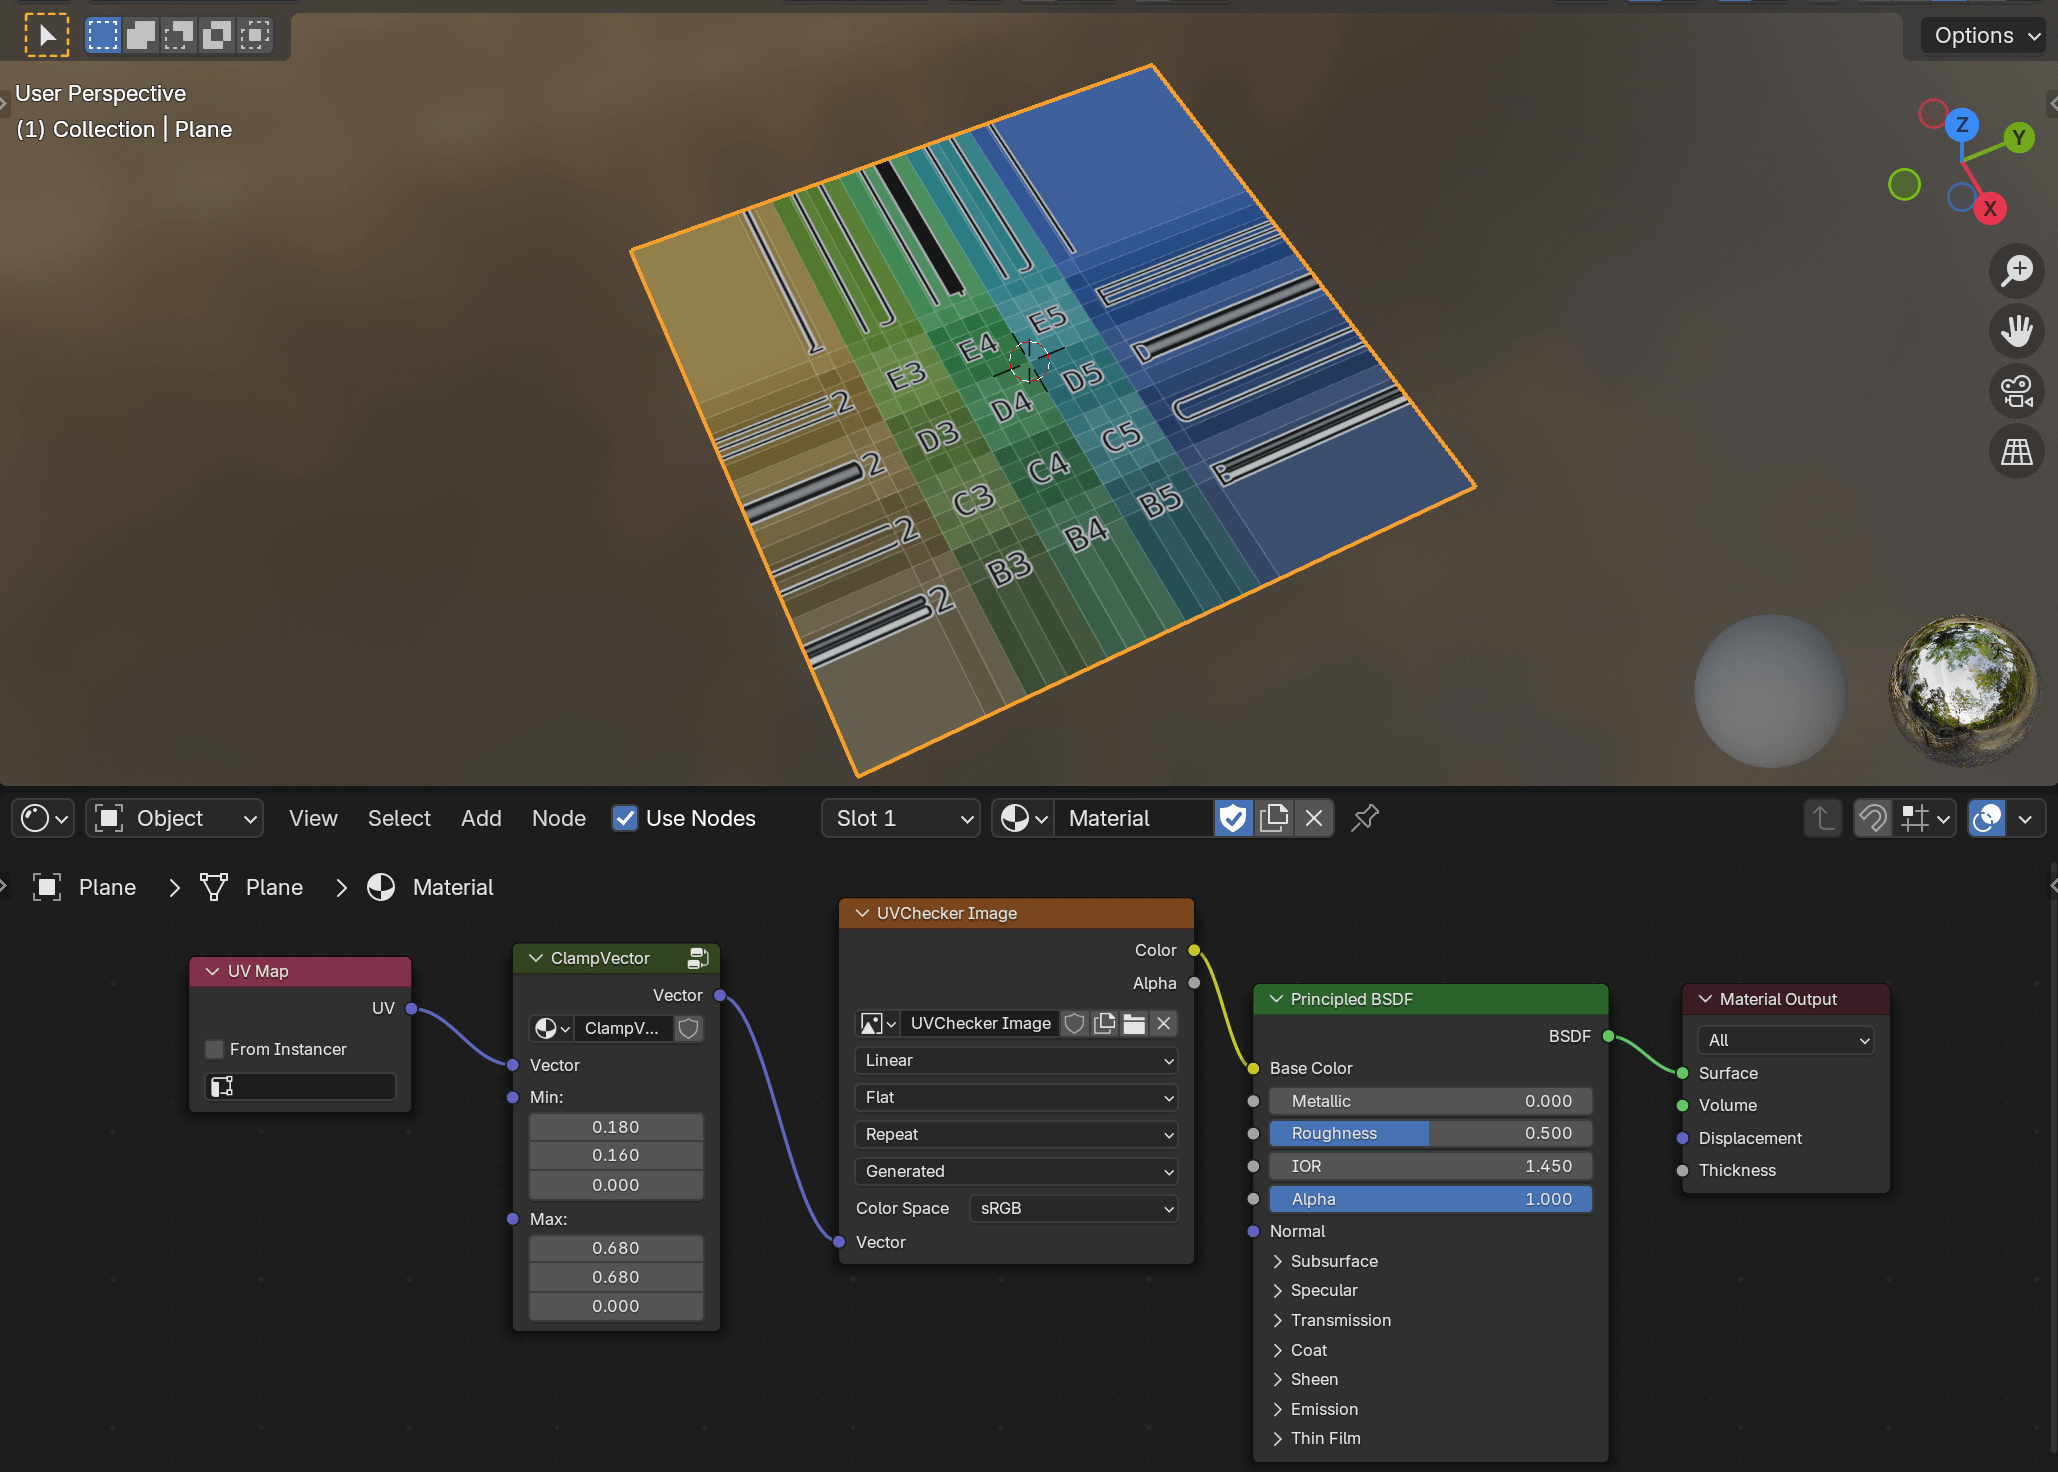 Options
User Perspective
(1) Collection | Plane
Z
Y
X
E5
E4
E3
D5
D4
D3
C5
C4
C3
B5
B4
B3
2
2
2
2
D
B
Object
View
Select
Add
Node
Use Nodes
Slot 1
Material
Plane
Plane
Material
UV Map
UV
From Instancer
ClampVector
Vector
ClampV...
Vector
Min:
0.180
0.160
0.000
Max:
0.680
0.680
0.000
UVChecker Image
Color
Alpha
UVChecker Image
Linear
Flat
Repeat
Generated
Color Space
sRGB
Vector
Principled BSDF
BSDF
Base Color
Metallic 0.000
Roughness 0.500
IOR 1.450
Alpha 1.000
Normal
Subsurface
Specular
Transmission
Coat
Sheen
Emission
Thin Film
Material Output
All
Surface
Volume
Displacement
Thickness